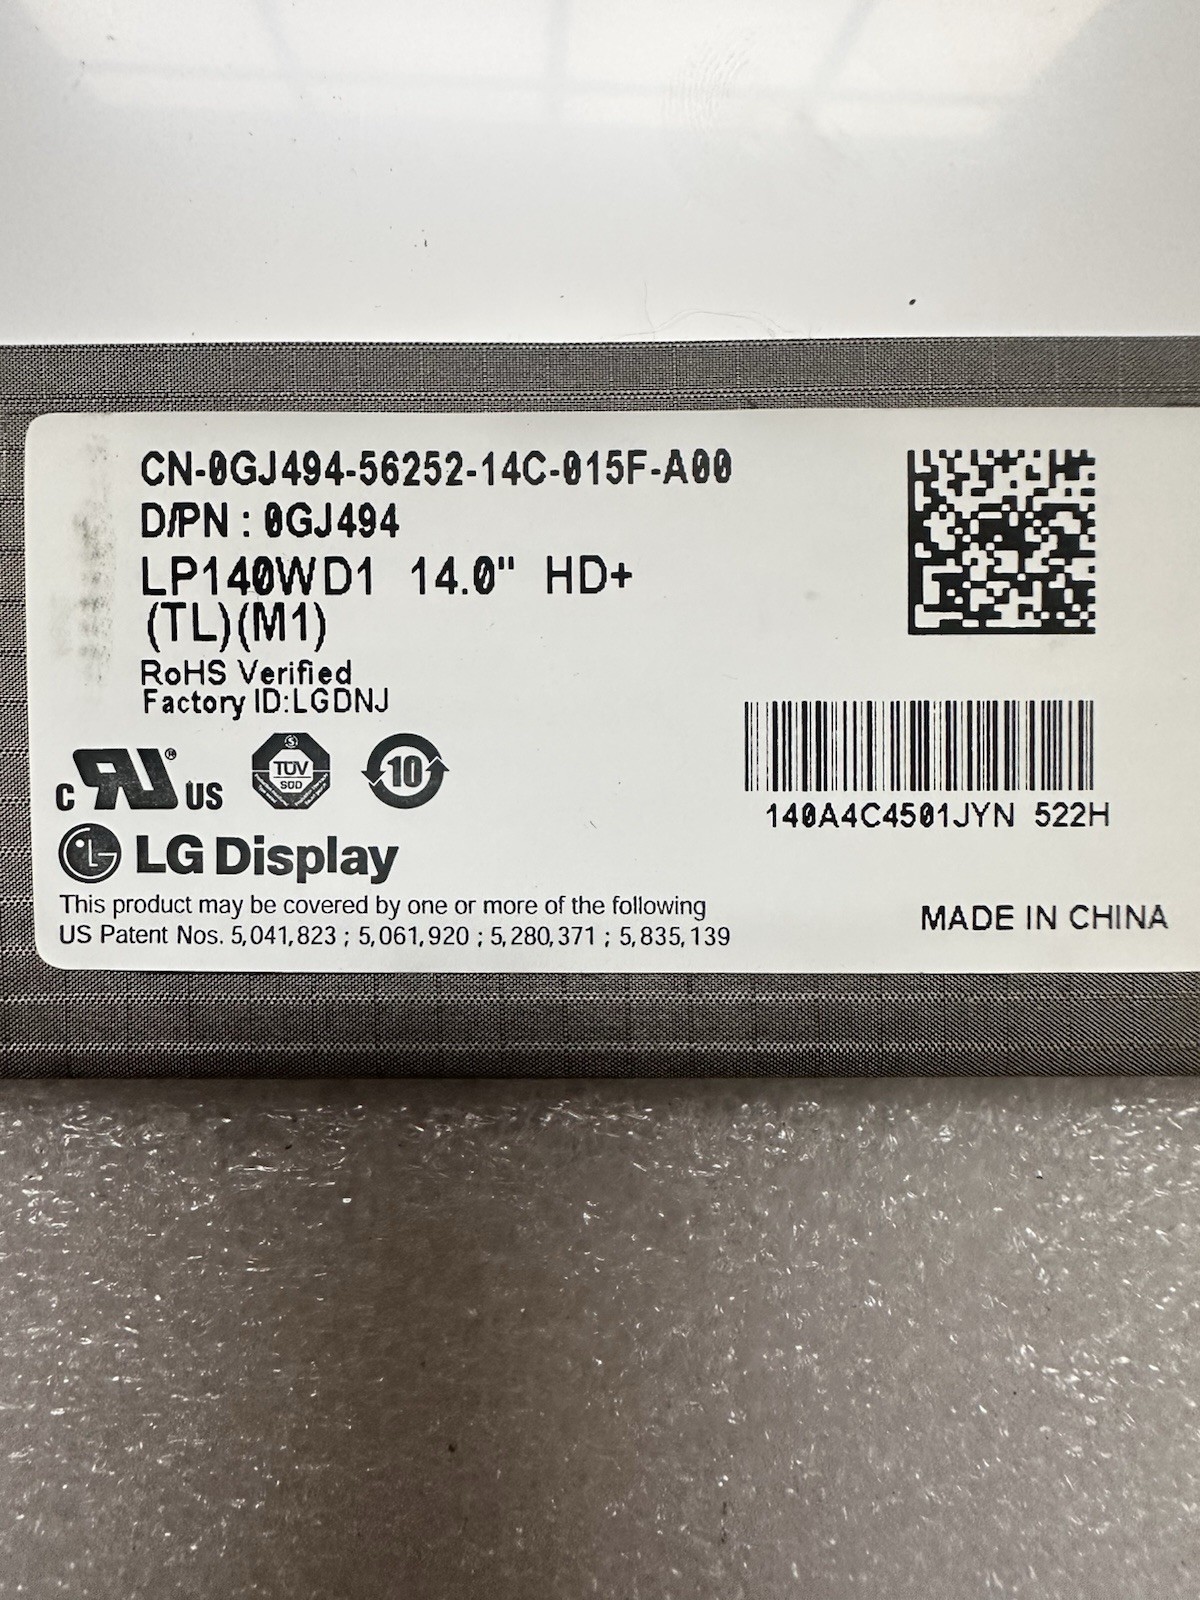 CN-0GJ494-56252-14C-015F-A00
D/PN : 0GJ494
LP140WD1 14.0" HD+
(TL)(M1)
RoHS Verified
Factory ID:LGDNJ
C RU ® US
TÜV
SÜD
10
LG Display
This product may be covered by one or more of the following
US Patent Nos. 5,041,823 ; 5,061,920 ; 5,280,371 ; 5,835,139
140A4C4501JYN 522H
MADE IN CHINA